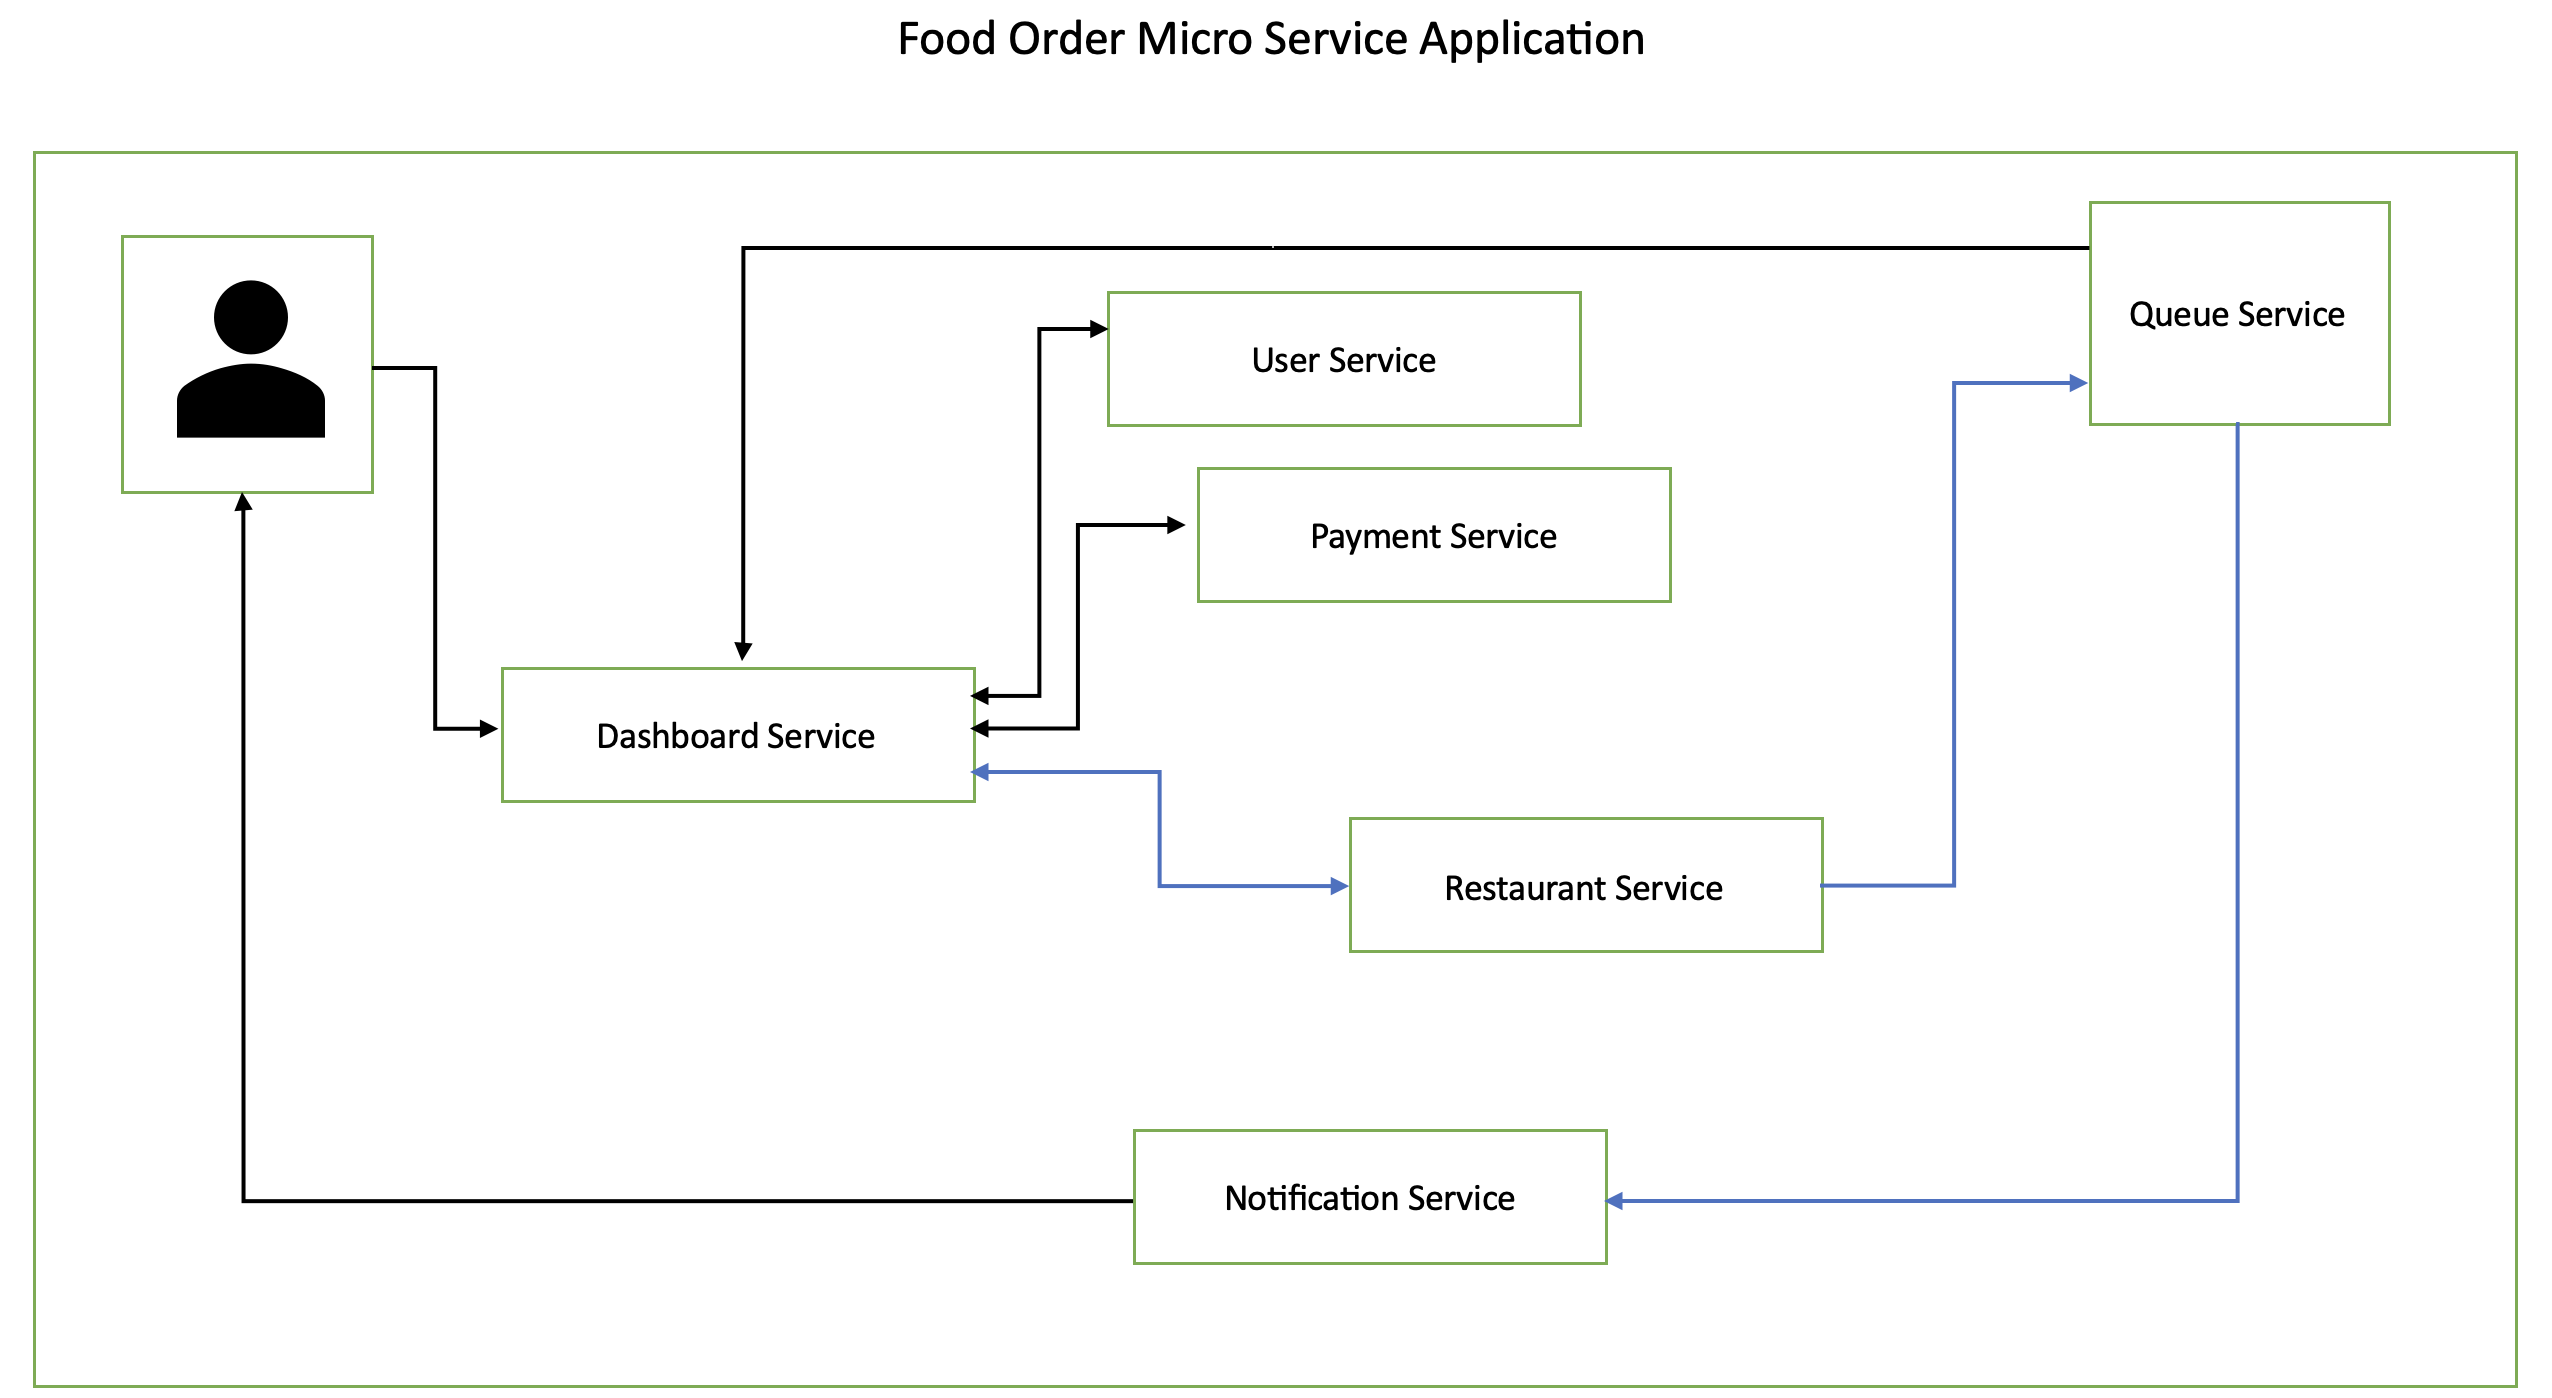 Food Order Micro Service Application
Queue Service
User Service
Payment Service
Dashboard Service
Restaurant Service
Notification Service